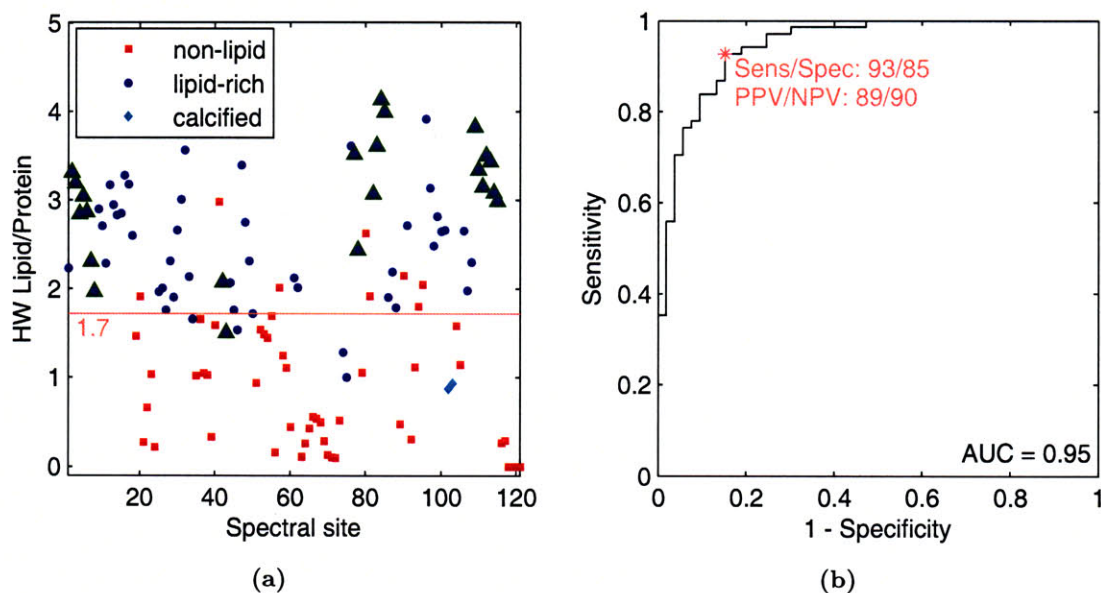 5
4
3
2
1
0
HW Lipid/Protein
non-lipid
lipid-rich
calcified
1.7
20
40
60
80
100
120
Spectral site
(a)
1
0.8
0.6
0.4
0.2
0
Sensitivity
Sens/Spec: 93/85
PPV/NPV: 89/90
AUC = 0.95
0
0.2
0.4
0.6
0.8
1
1 - Specificity
(b)